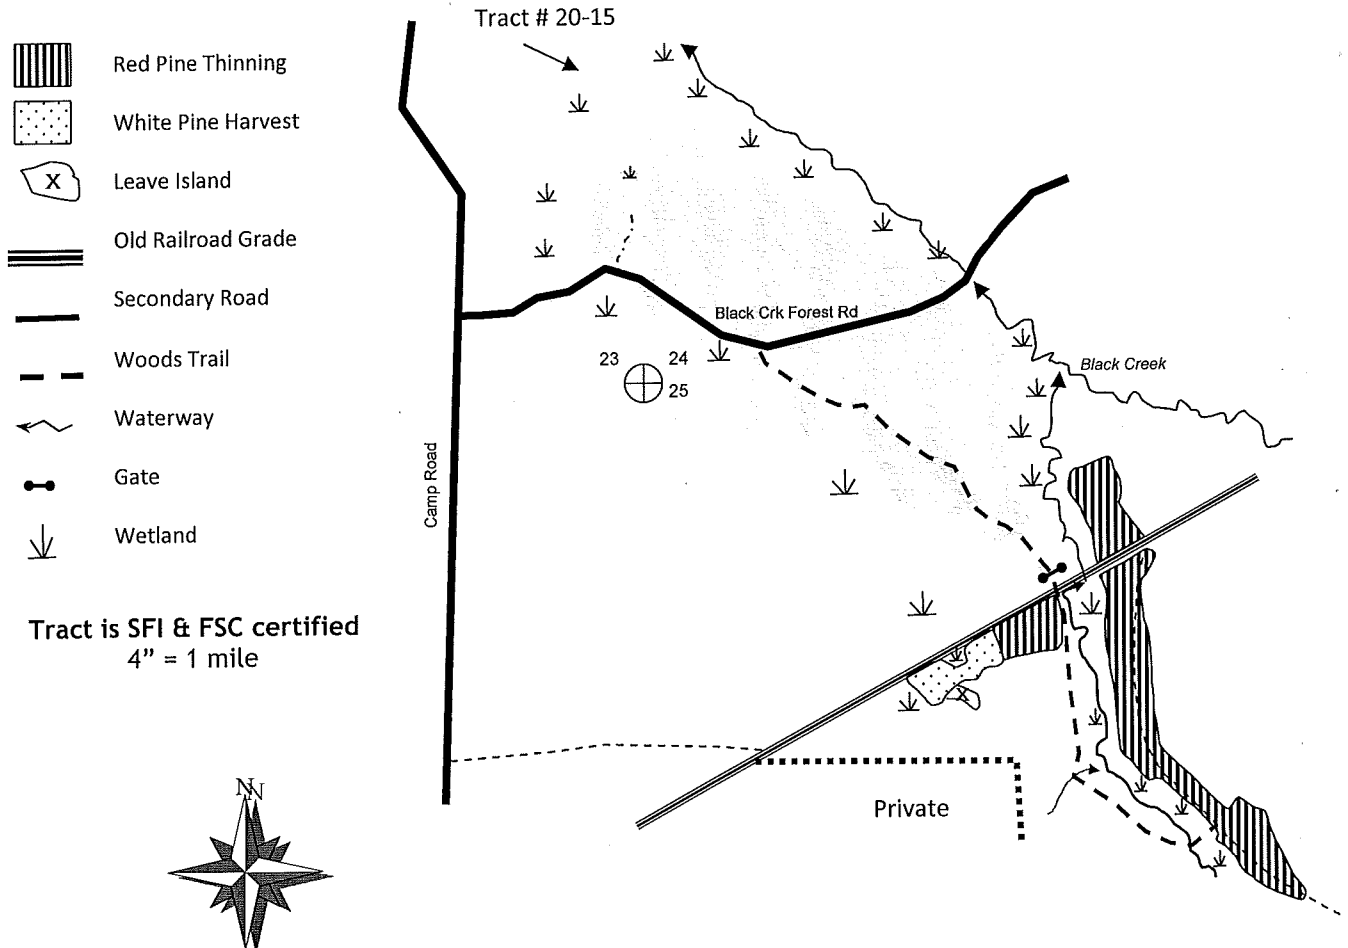 Tract # 20-15
Red Pine Thinning
White Pine Harvest
X
Leave Island
Old Railroad Grade
Secondary Road
Woods Trail
Waterway
Gate
Wetland
Tract is SFI & FSC certified
4” = 1 mile
N
N
Black Crk Forest Rd
23 24
25
Black Creek
Camp Road
X
Private